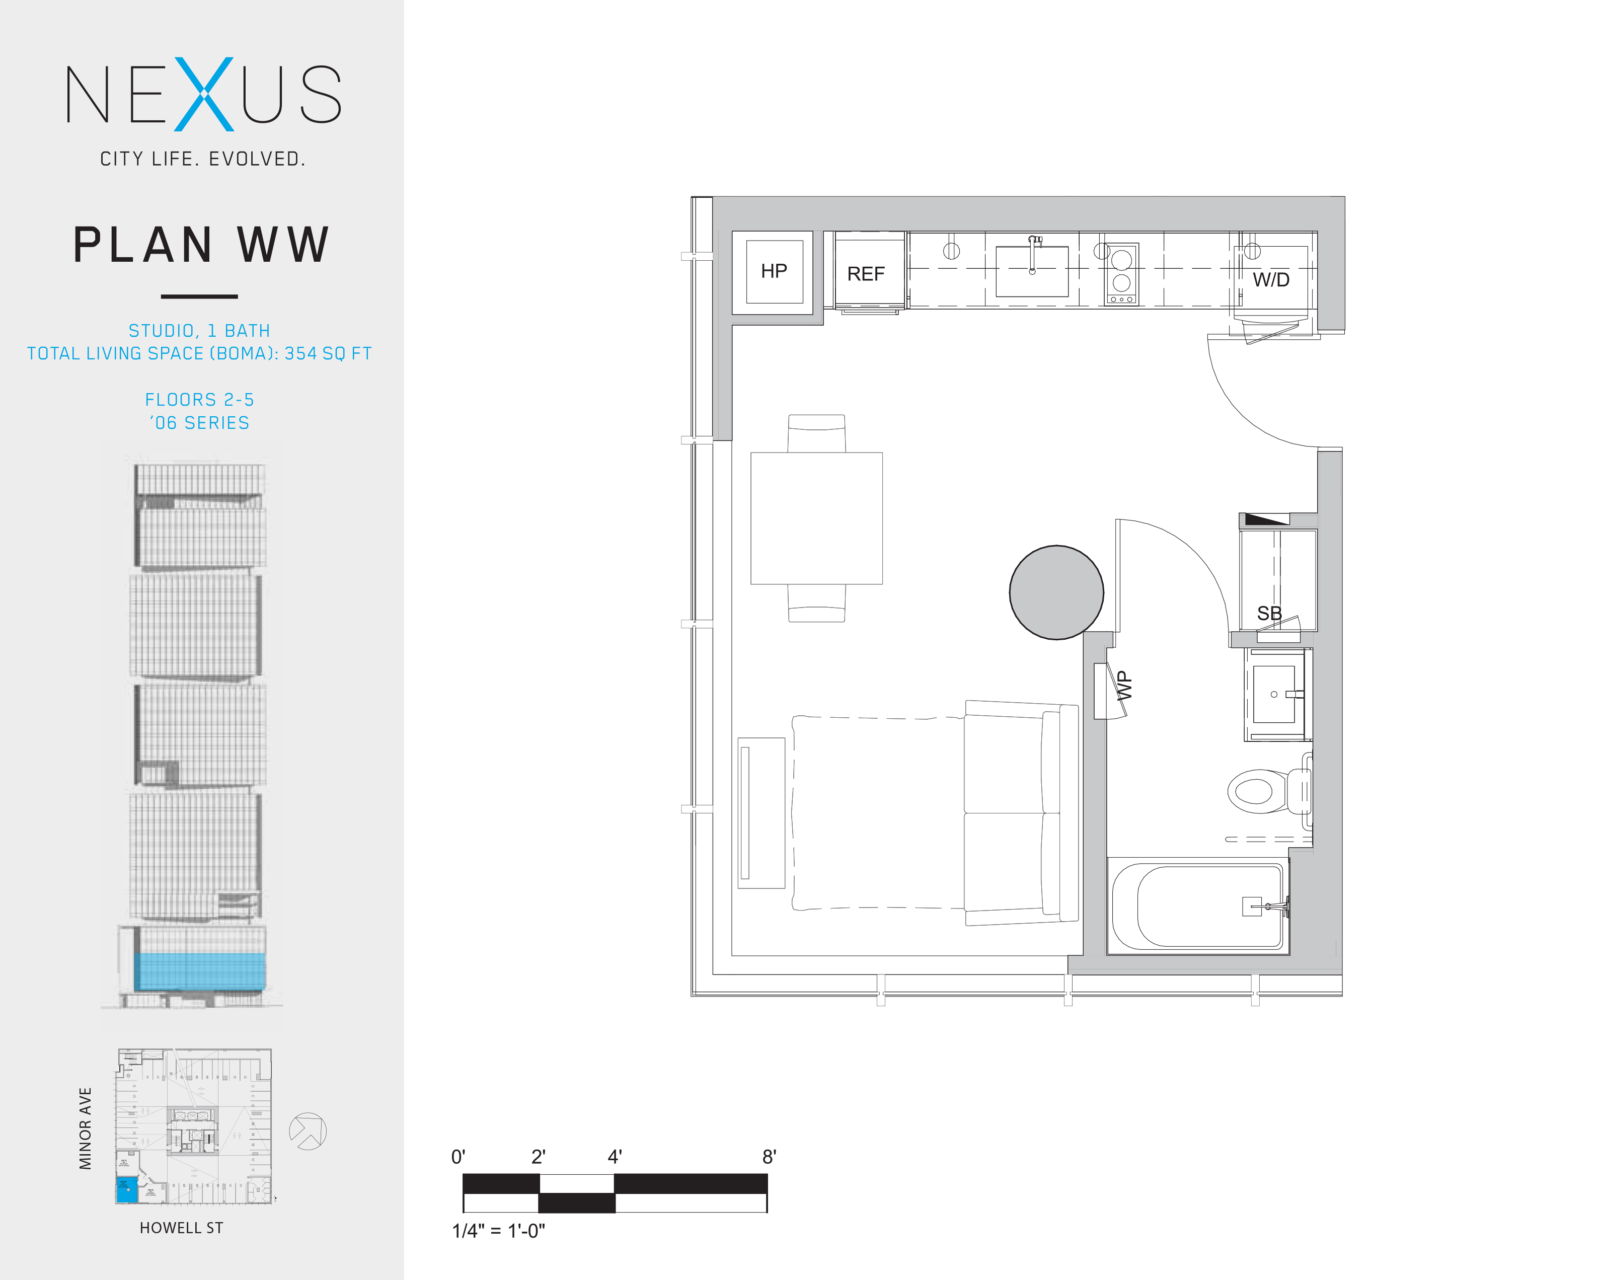 NEXUS
CITY LIFE. EVOLVED.
PLAN WW
STUDIO, 1 BATH
TOTAL LIVING SPACE (BOMA): 354 SQ FT
FLOORS 2-5
‘06 SERIES
MINOR AVE
HOWELL ST
HP
REF
W/D
SB
WP
0' 2' 4' 8'
1/4" = 1'-0"